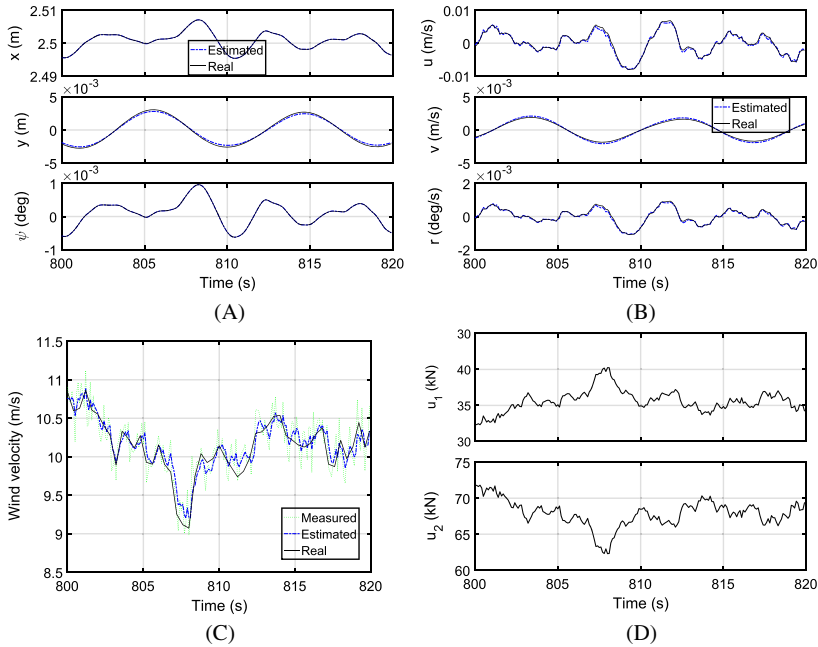 2.51
2.5
2.49
x (m)
Estimated
Real
5
×10⁻³
0
-5
y (m)
1
×10⁻³
0
-1
ψ (deg)
800
805
810
815
820
Time (s)
(A)
0.01
0
-0.01
u (m/s)
5
×10⁻³
0
-5
v (m/s)
Estimated
Real
2
×10⁻³
0
-2
r (deg/s)
800
805
810
815
820
Time (s)
(B)
11.5
11
10.5
10
9.5
9
8.5
Wind velocity (m/s)
Measured
Estimated
Real
800
805
810
815
820
Time (s)
(C)
30
40
35
30
u₁ (kN)
75
70
65
60
u₂ (kN)
800
805
810
815
820
Time (s)
(D)